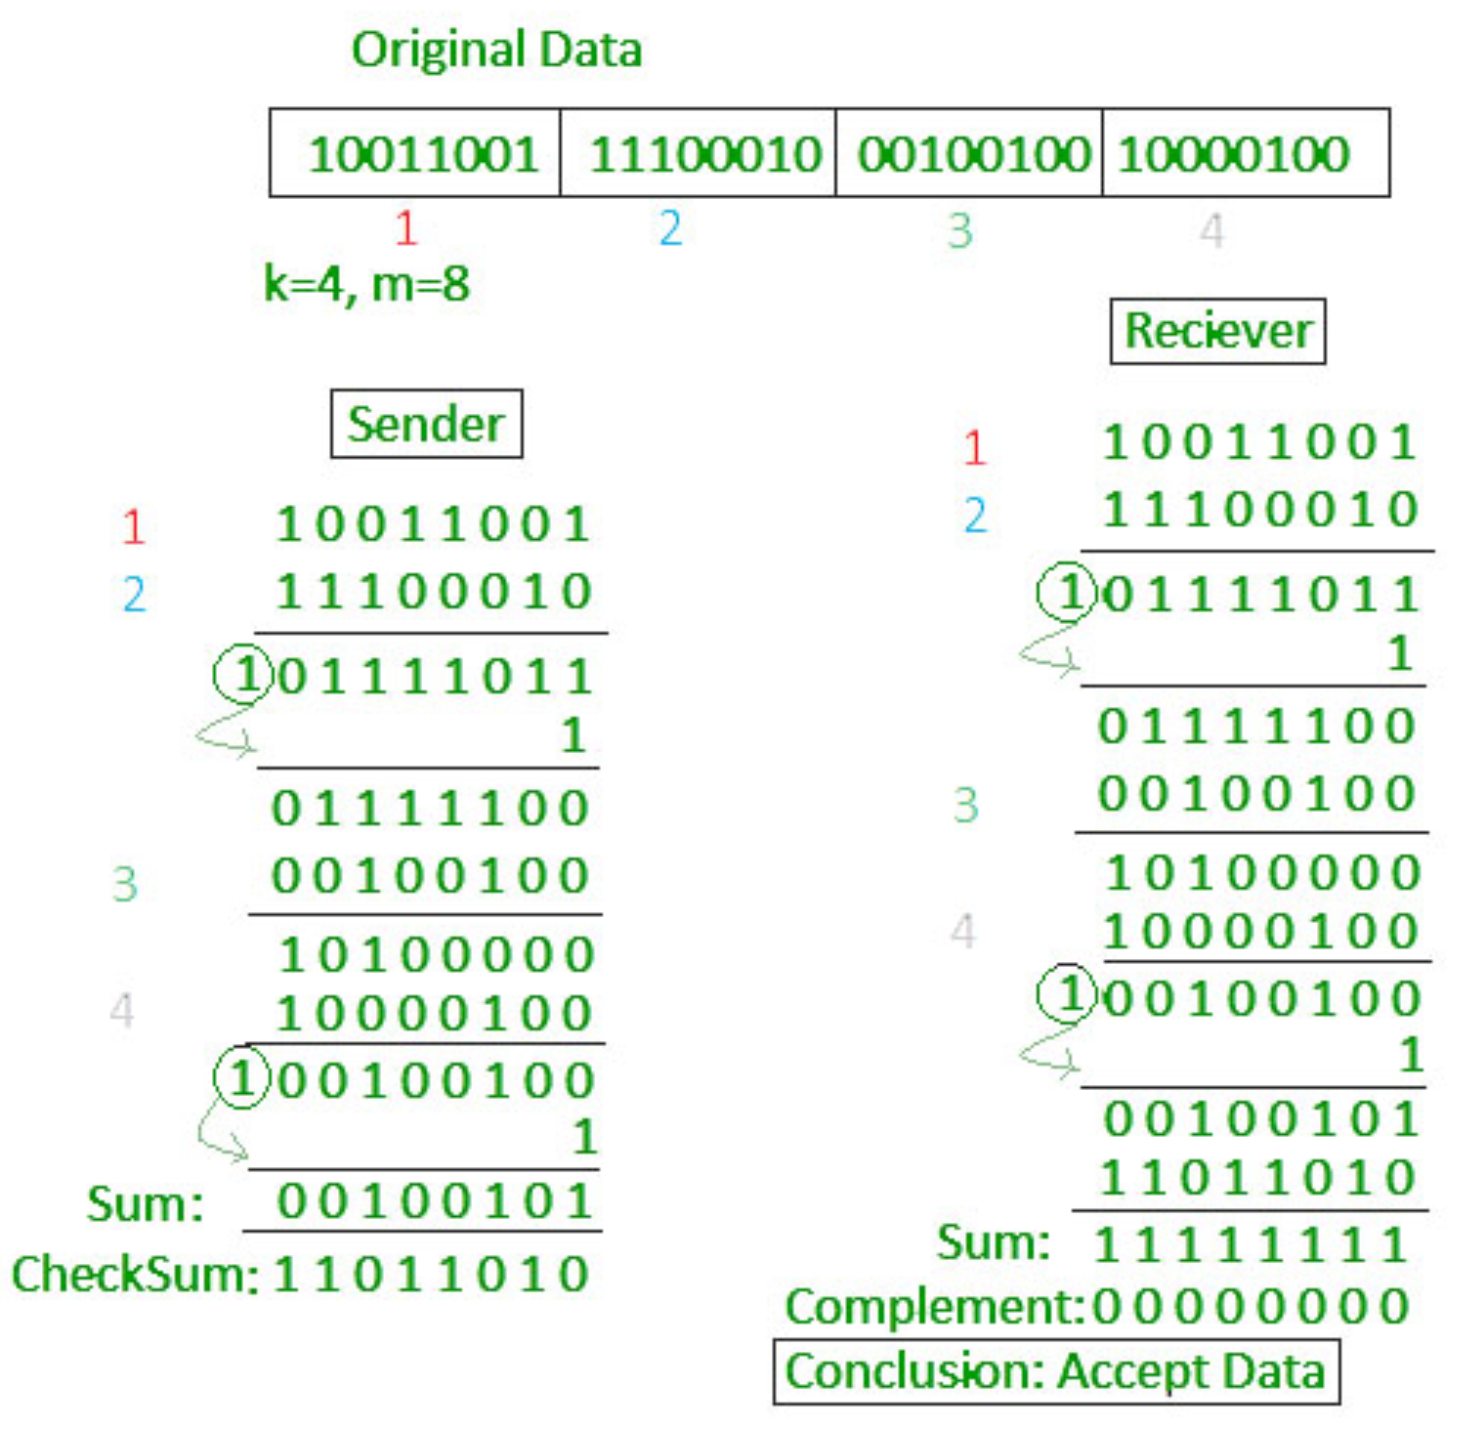 Original Data
10011001 11100010 00100100 10000100
1 2 3 4
k=4, m=8
Sender
1 10011001
2 11100010
1 01111011
1
01111100
3 00100100
10100000
4 10000100
1 00100100
1
Sum: 00100101
CheckSum: 11011010
Reciever
1 10011001
2 11100010
1 01111011
1
01111100
3 00100100
10100000
4 10000100
1 00100100
1
00100101
11011010
Sum: 11111111
Complement: 00000000
Conclusion: Accept Data